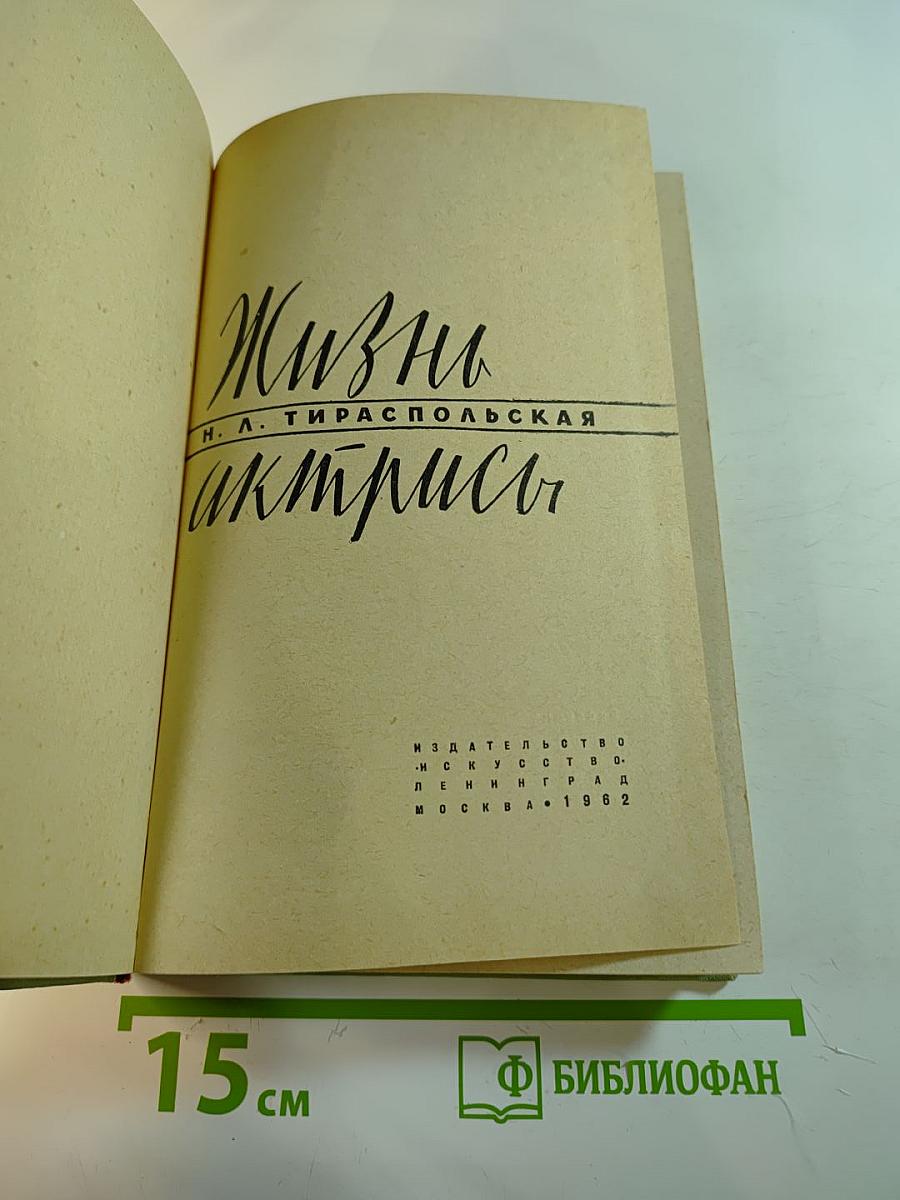 Жизнь
Н. Л. ТИРАСПОЛЬСКАЯ
актрисы
ИЗДАТЕЛЬСТВО
«ИСКУССТВО»
ЛЕНИНГРАД
МОСКВА • 1962
15 см
Ф БИБЛИОФАН